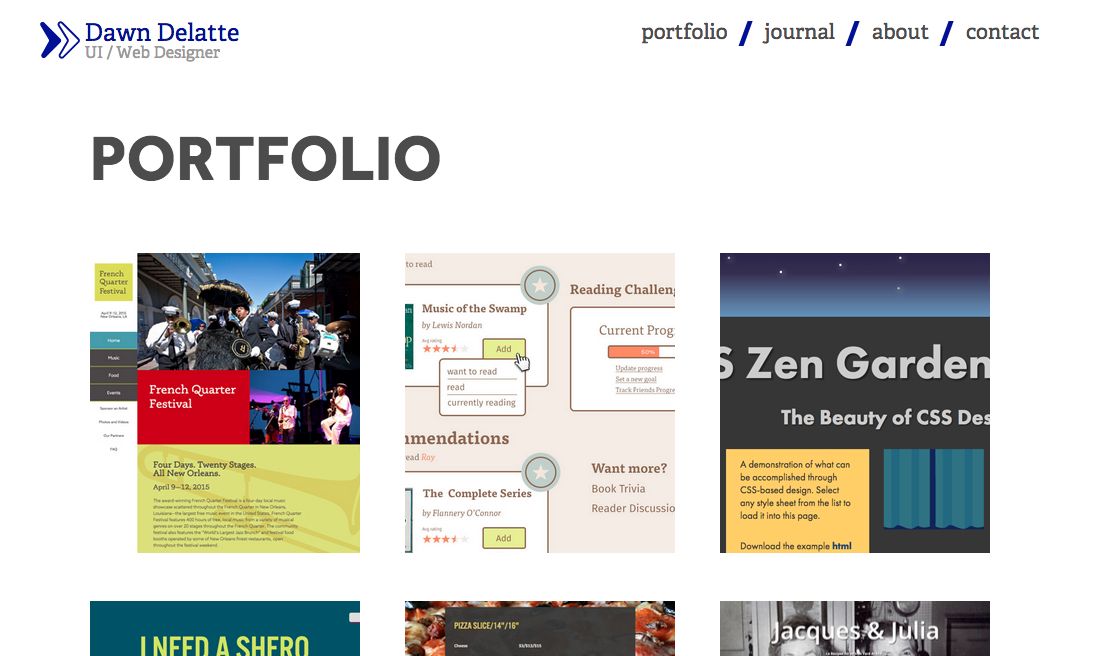 Dawn Delatte
UI / Web Designer
portfolio / journal / about / contact
PORTFOLIO
French
Quarter
Festival
April 9-12, 2015
New Orleans, LA
Home
Music
Food
Events
Sponsor an Artist
Photos and Videos
Our Partners
FAQ
French Quarter
Festival
Four Days. Twenty Stages.
All New Orleans.
April 9–12, 2015
The award-winning French Quarter Festival is a four-day local music
showcase scattered throughout the French Quarter in New Orleans,
Louisiana–the largest free music event in the United States. French Quarter
Festival features 400 hours of free, local music from a variety of musical
genres on over 20 stages throughout the French Quarter. The community
festival also features the "World's Largest Jazz Brunch" and festival food
booths operated by some of New Orleans finest restaurants, open
throughout the festival weekend.
to read
Music of the Swamp
by Lewis Nordan
Avg rating
Add
want to read
read
currently reading
Reading Challeng
Current Prog
60%
Update progress
Set a new goal
Track Friends Progre
mmendations
ead Ray
The Complete Series
by Flannery O'Connor
Avg rating
Add
Want more?
Book Trivia
Reader Discussio
S Zen Garden
The Beauty of CSS Des
A demonstration of what can
be accomplished through
CSS-based design. Select
any style sheet from the list to
load it into this page.
Download the example html
I NEED A SHERO
PIZZA SLICE/14"/16"
Cheese
Jacques & Julia